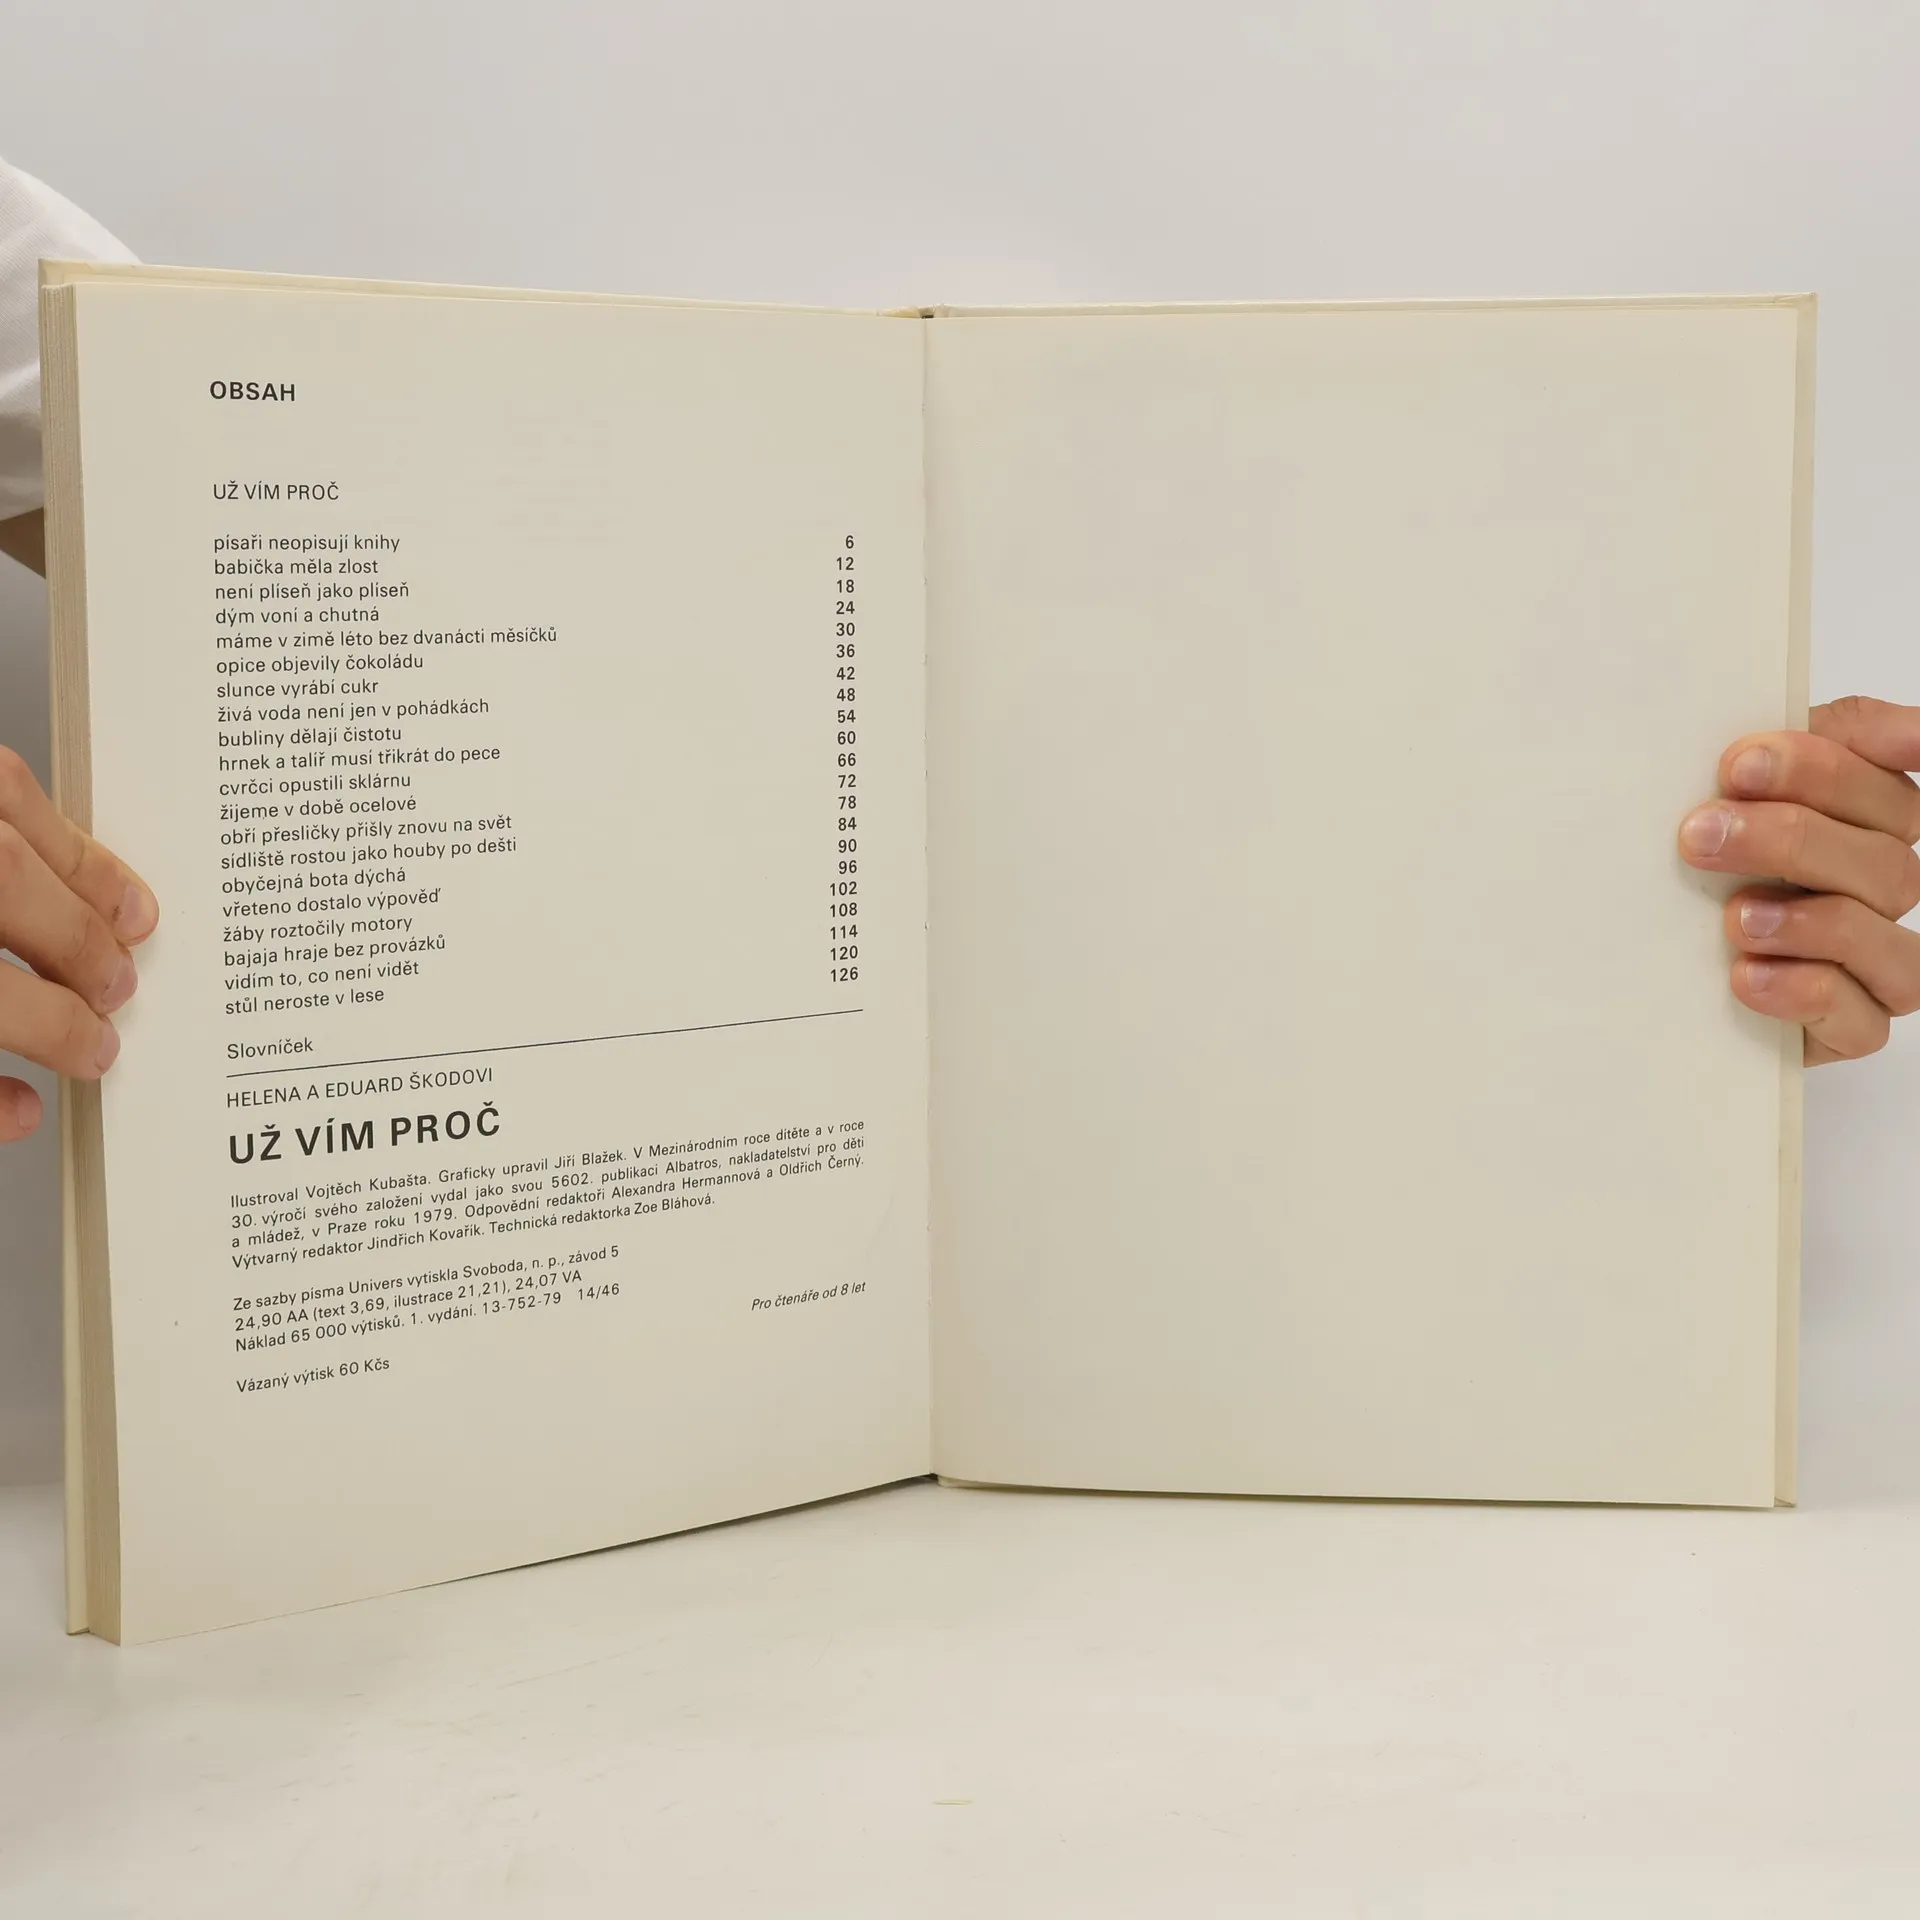 OBSAH
UŽ VÍM PROČ
písaři neopisují knihy 6
babička měla zlost 12
není plíseň jako plíseň 18
dým voní a chutná 24
máme v zimě léto bez dvanácti měsíčků 30
opice objevily čokoládu 36
slunce vyrábí cukr 42
živá voda není jen v pohádkách 48
bubliny dělají čistotu 54
hrnek a talíř musí třikrát do pece 60
cvrčci opustili sklárnu 66
žijeme v době ocelové 72
obří přesličky přišly znovu na svět 78
sídliště rostou jako houby po dešti 84
obyčejná bota dýchá 90
vřeteno dostalo výpověď 96
žáby roztočily motory 102
bajaja hraje bez provázků 108
vidím to, co není vidět 114
stůl neroste v lese 120
Slovníček 126
HELENA A EDUARD ŠKODOVI
UŽ VÍM PROČ
Ilustroval Vojtěch Kubašta. Graficky upravil Jiří Blažek. V Mezinárodním roce dítěte a v roce
30. výročí svého založení vydal jako svou 5602. publikaci Albatros, nakladatelství pro děti
a mládež, v Praze roku 1979. Odpovědní redaktoři Alexandra Hermannová a Oldřich Černý.
Výtvarný redaktor Jindřich Kovařík. Technická redaktorka Zoe Bláhová.
Ze sazby písma Univers vytiskla Svoboda, n. p., závod 5
24,90 AA (text 3,69, ilustrace 21,21), 24,07 VA
Náklad 65 000 výtisků. 1. vydání. 13-752-79 14/46
Pro čtenáře od 8 let
Vázaný výtisk 60 Kčs